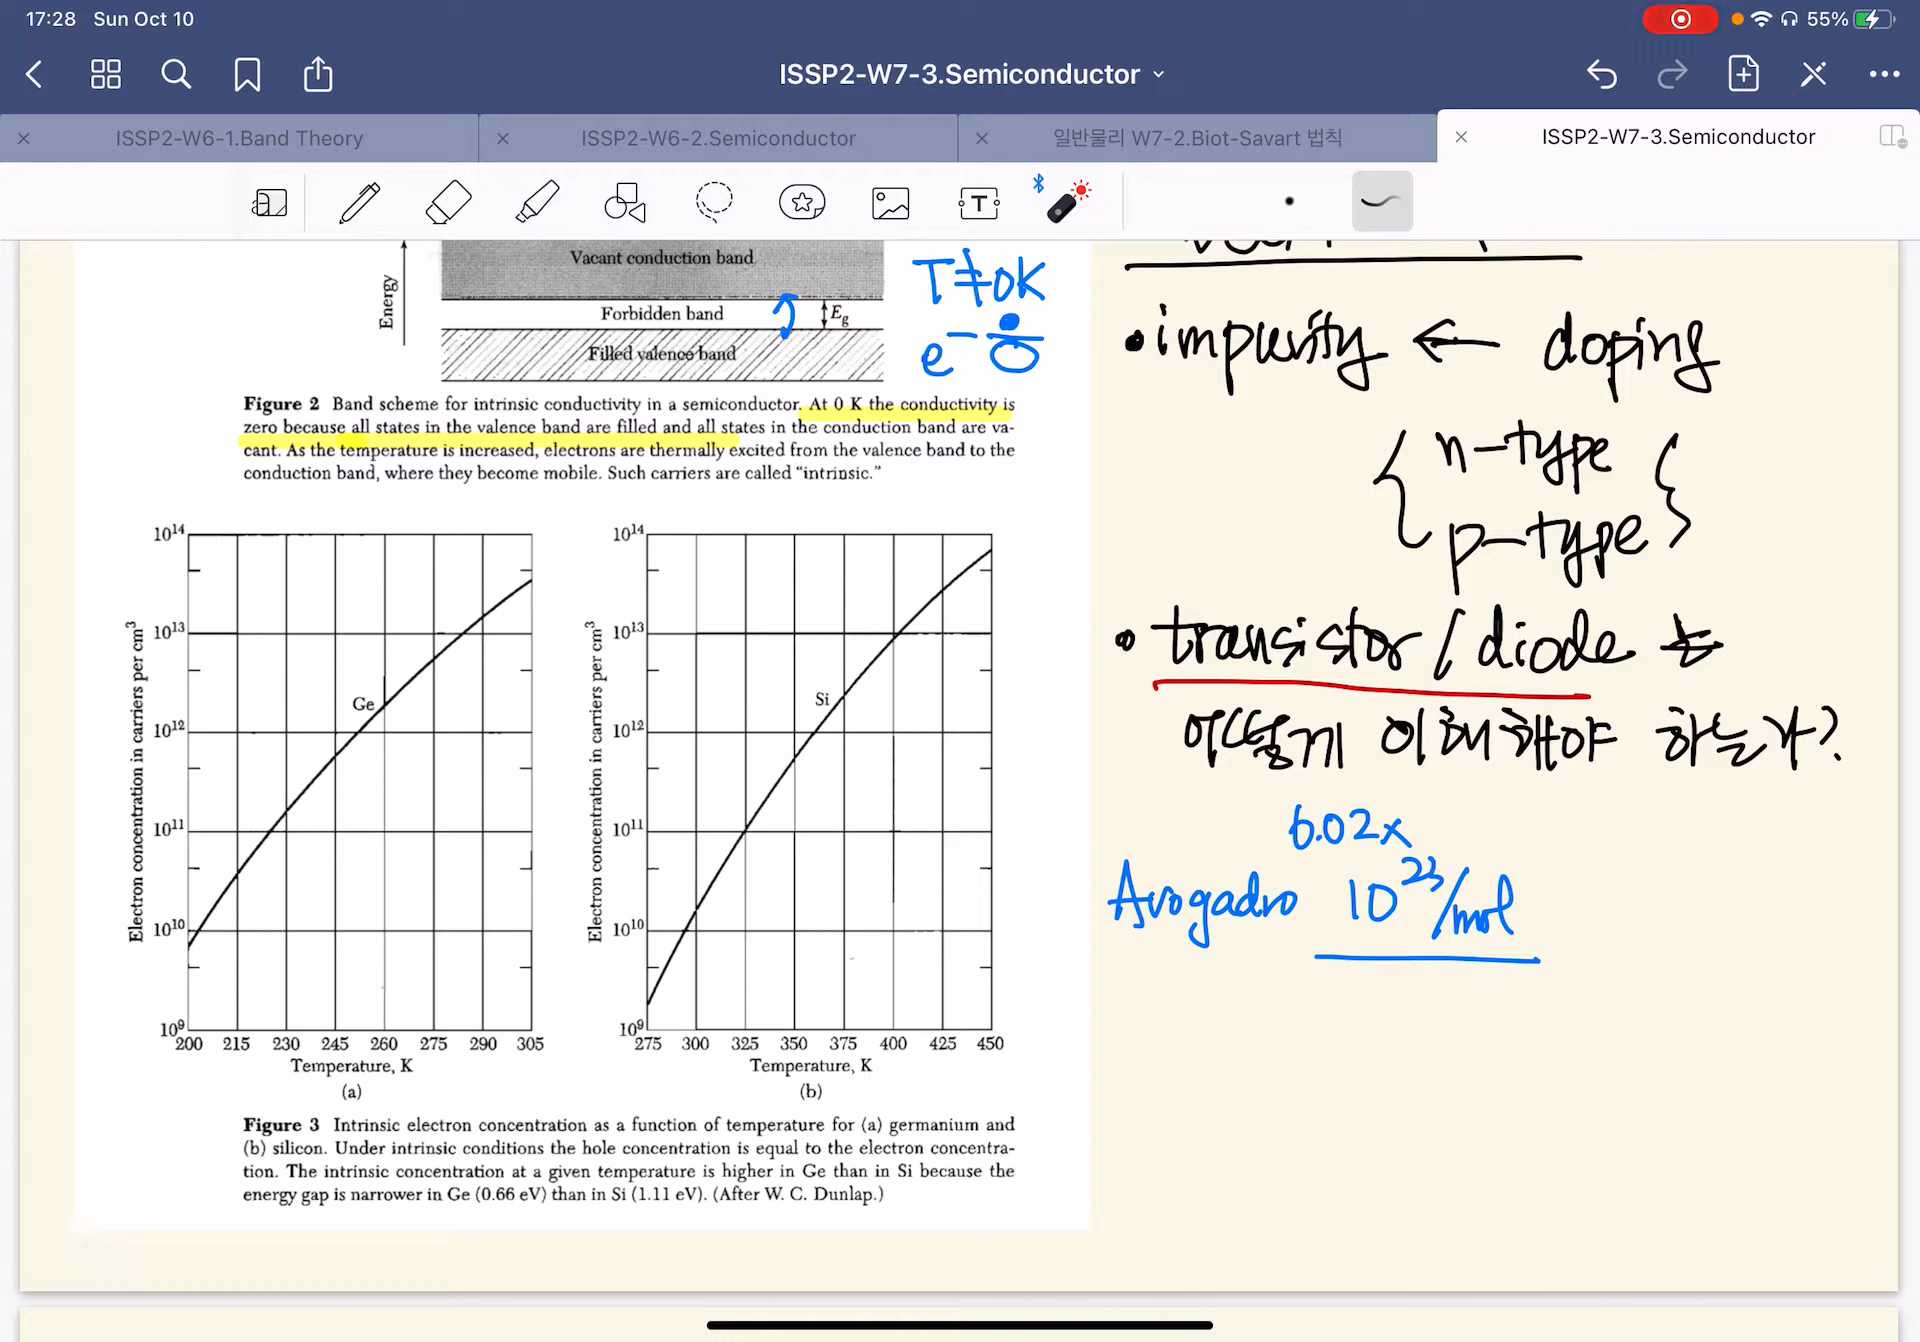 17:28 Sun Oct 10
55%
ISSP2-W7-3.Semiconductor
ISSP2-W6-1.Band Theory
ISSP2-W6-2.Semiconductor
일반물리 W7-2.Biot-Savart 법칙
ISSP2-W7-3.Semiconductor
T
Energy
Vacant conduction band
Forbidden band
Eg
Filled valence band
T≠0K
e⁻
Figure 2 Band scheme for intrinsic conductivity in a semiconductor. At 0 K the conductivity is
zero because all states in the valence band are filled and all states in the conduction band are va-
cant. As the temperature is increased, electrons are thermally excited from the valence band to the
conduction band, where they become mobile. Such carriers are called “intrinsic.”
Electron concentration in carriers per cm³
10¹⁴
10¹³
10¹²
10¹¹
10¹⁰
10⁹
Ge
200 215 230 245 260 275 290 305
Temperature, K
(a)
Electron concentration in carriers per cm³
10¹⁴
10¹³
10¹²
10¹¹
10¹⁰
10⁹
Si
275 300 325 350 375 400 425 450
Temperature, K
(b)
Figure 3 Intrinsic electron concentration as a function of temperature for (a) germanium and
(b) silicon. Under intrinsic conditions the hole concentration is equal to the electron concentra-
tion. The intrinsic concentration at a given temperature is higher in Ge than in Si because the
energy gap is narrower in Ge (0.66 eV) than in Si (1.11 eV). (After W. C. Dunlap.)
• impurity ← doping
{ n-type
p-type }
• transistor / diode 는
어떻게 이해해야 하는가?
6.02×
Avogadro 10²³/mol